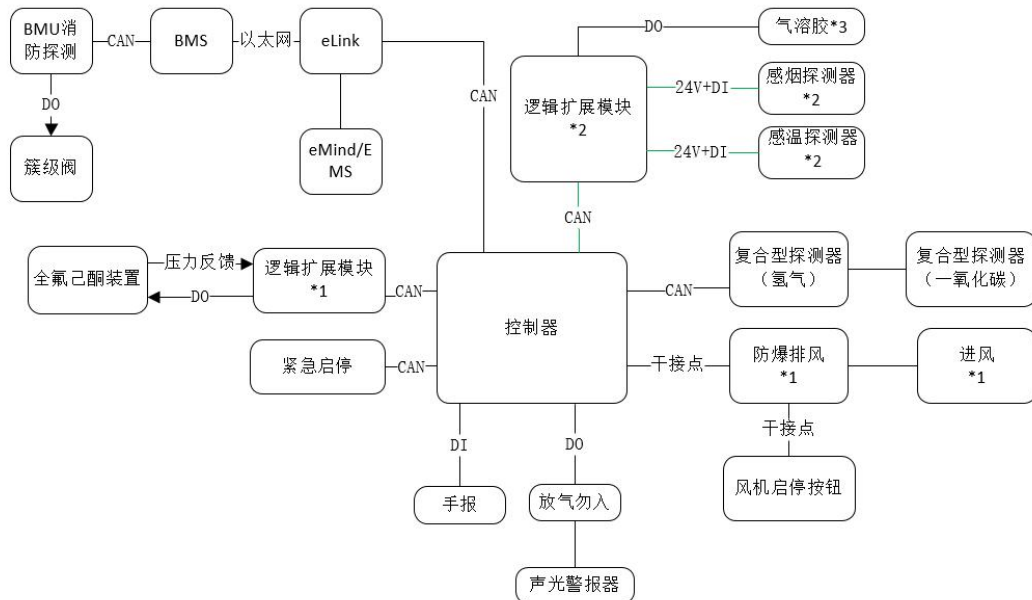 BMU消
防探测
CAN
BMS
以太网
eLink
DO
簇级阀
eMind/E
MS
CAN
DO
气溶胶*3
逻辑扩展模块
*2
24V+DI
感烟探测器
*2
24V+DI
感温探测器
*2
CAN
全氟己酮装置
压力反馈
DO
逻辑扩展模块
*1
CAN
紧急启停
CAN
控制器
CAN
复合型探测器
（氢气）
复合型探测器
（一氧化碳）
干接点
防爆排风
*1
进风
*1
干接点
风机启停按钮
DI
手报
DO
放气勿入
声光警报器